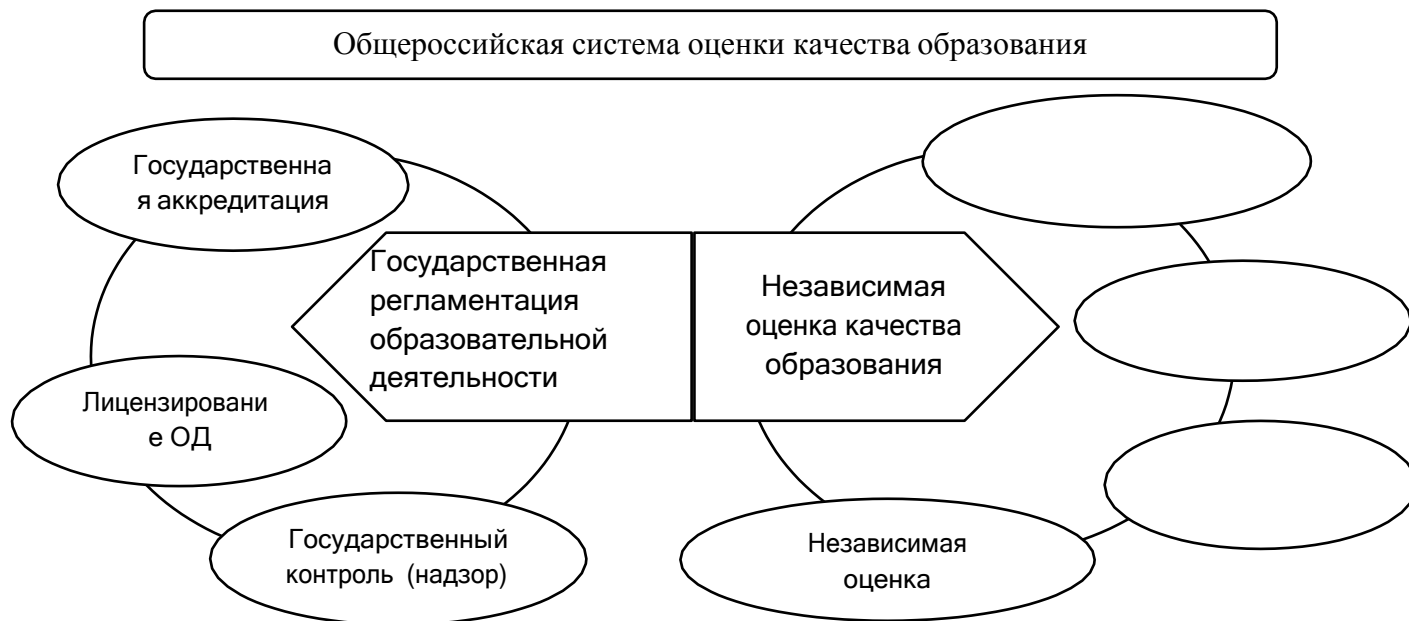 Общероссийская система оценки качества образования
Государственна
я аккредитация
Государственная
регламентация
образовательной
деятельности
Независимая
оценка качества
образования
Лицензировани
е ОД
Государственный
контроль (надзор)
Независимая
оценка